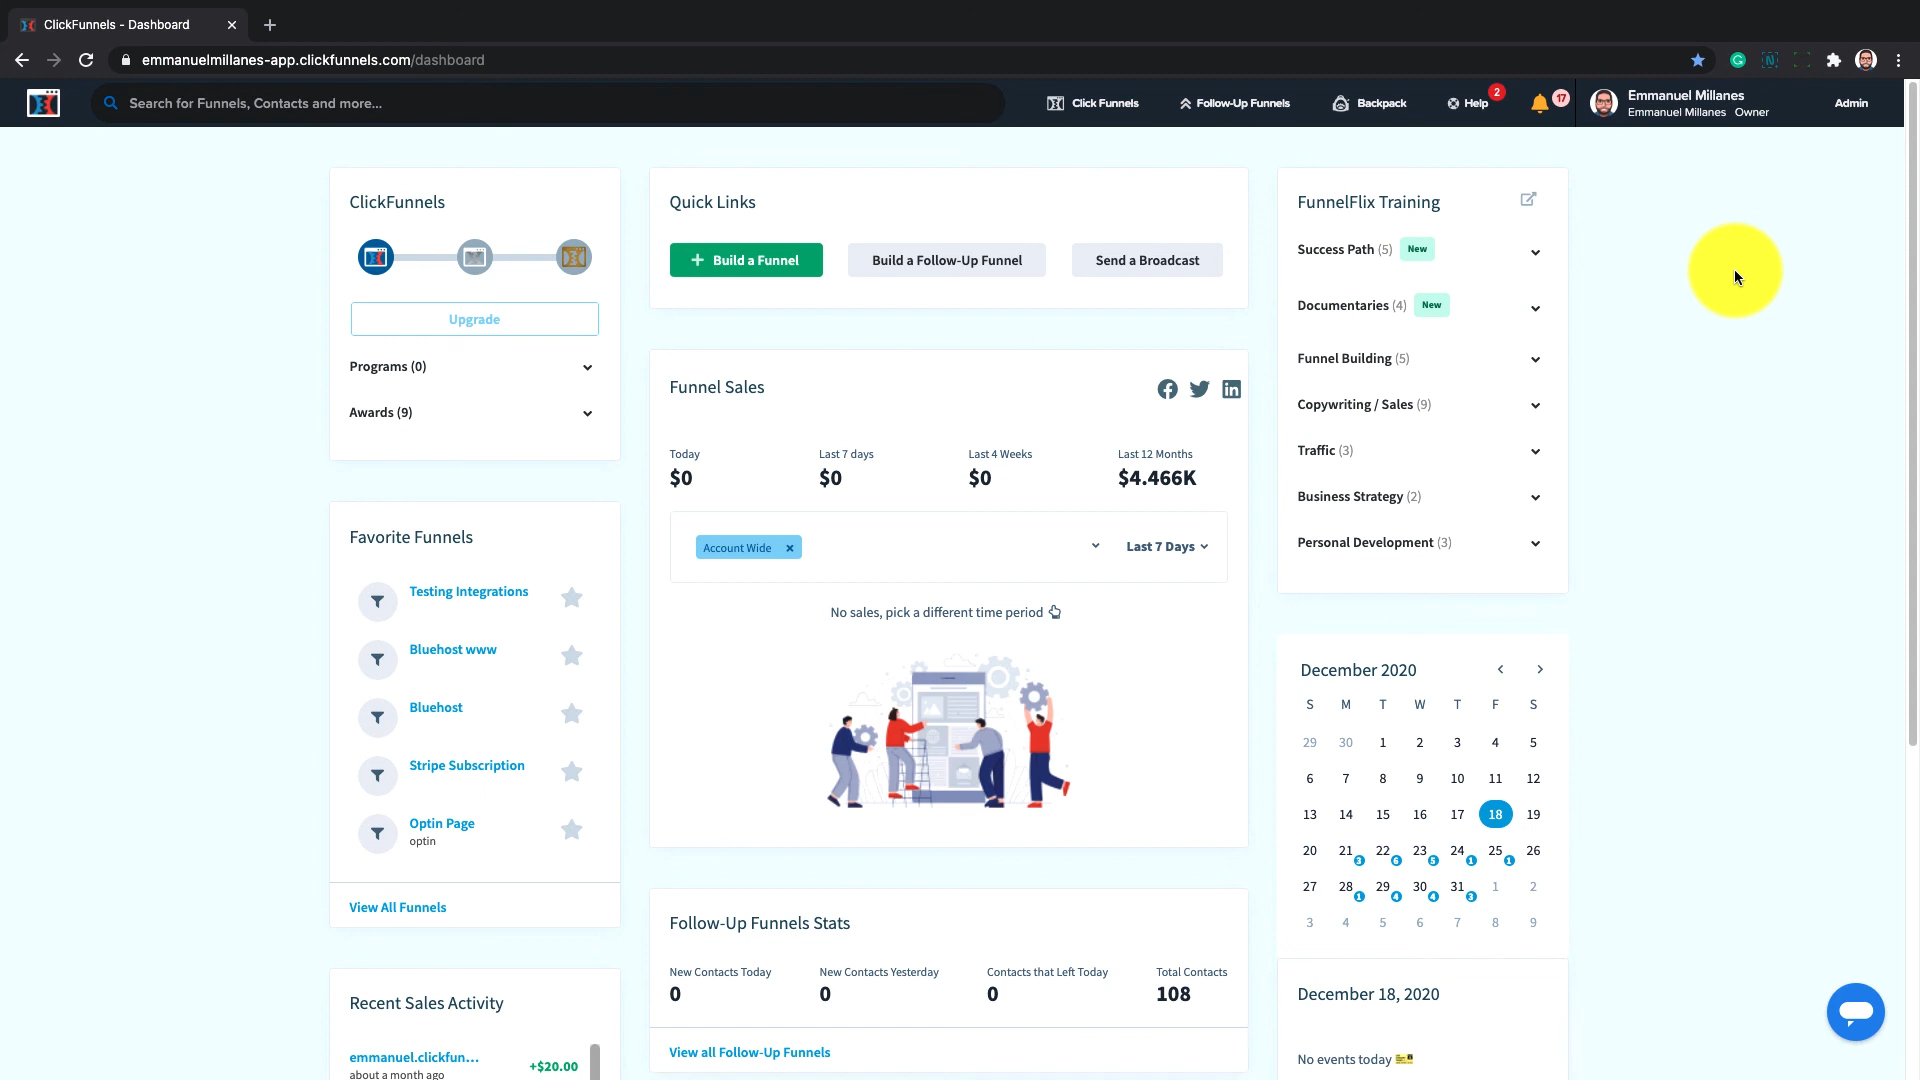 ClickFunnels - Dashboard
emmanuelmillanes-app.clickfunnels.com/dashboard
Search for Funnels, Contacts and more...
Click Funnels
Follow-Up Funnels
Backpack
Help
2
17
Emmanuel Millanes
Emmanuel Millanes Owner
Admin
ClickFunnels
Upgrade
Programs (0)
Awards (9)
Favorite Funnels
Testing Integrations
Bluehost www
Bluehost
Stripe Subscription
Optin Page
optin
View All Funnels
Recent Sales Activity
emmanuel.clickfun...
+$20.00
about a month ago
Quick Links
+ Build a Funnel
Build a Follow-Up Funnel
Send a Broadcast
Funnel Sales
Today Last 7 days Last 4 Weeks Last 12 Months
$0 $0 $0 $4.466K
Account Wide ×
Last 7 Days
No sales, pick a different time period
Follow-Up Funnels Stats
New Contacts Today New Contacts Yesterday Contacts that Left Today Total Contacts
0 0 0 108
View all Follow-Up Funnels
FunnelFlix Training
Success Path (5) New
Documentaries (4) New
Funnel Building (5)
Copywriting / Sales (9)
Traffic (3)
Business Strategy (2)
Personal Development (3)
December 2020
S M T W T F S
29 30 1 2 3 4 5
6 7 8 9 10 11 12
13 14 15 16 17 18 19
20 21 3 22 6 23 5 24 1 25 1 26
27 28 1 29 4 30 4 31 3 1 2
3 4 5 6 7 8 9
December 18, 2020
No events today